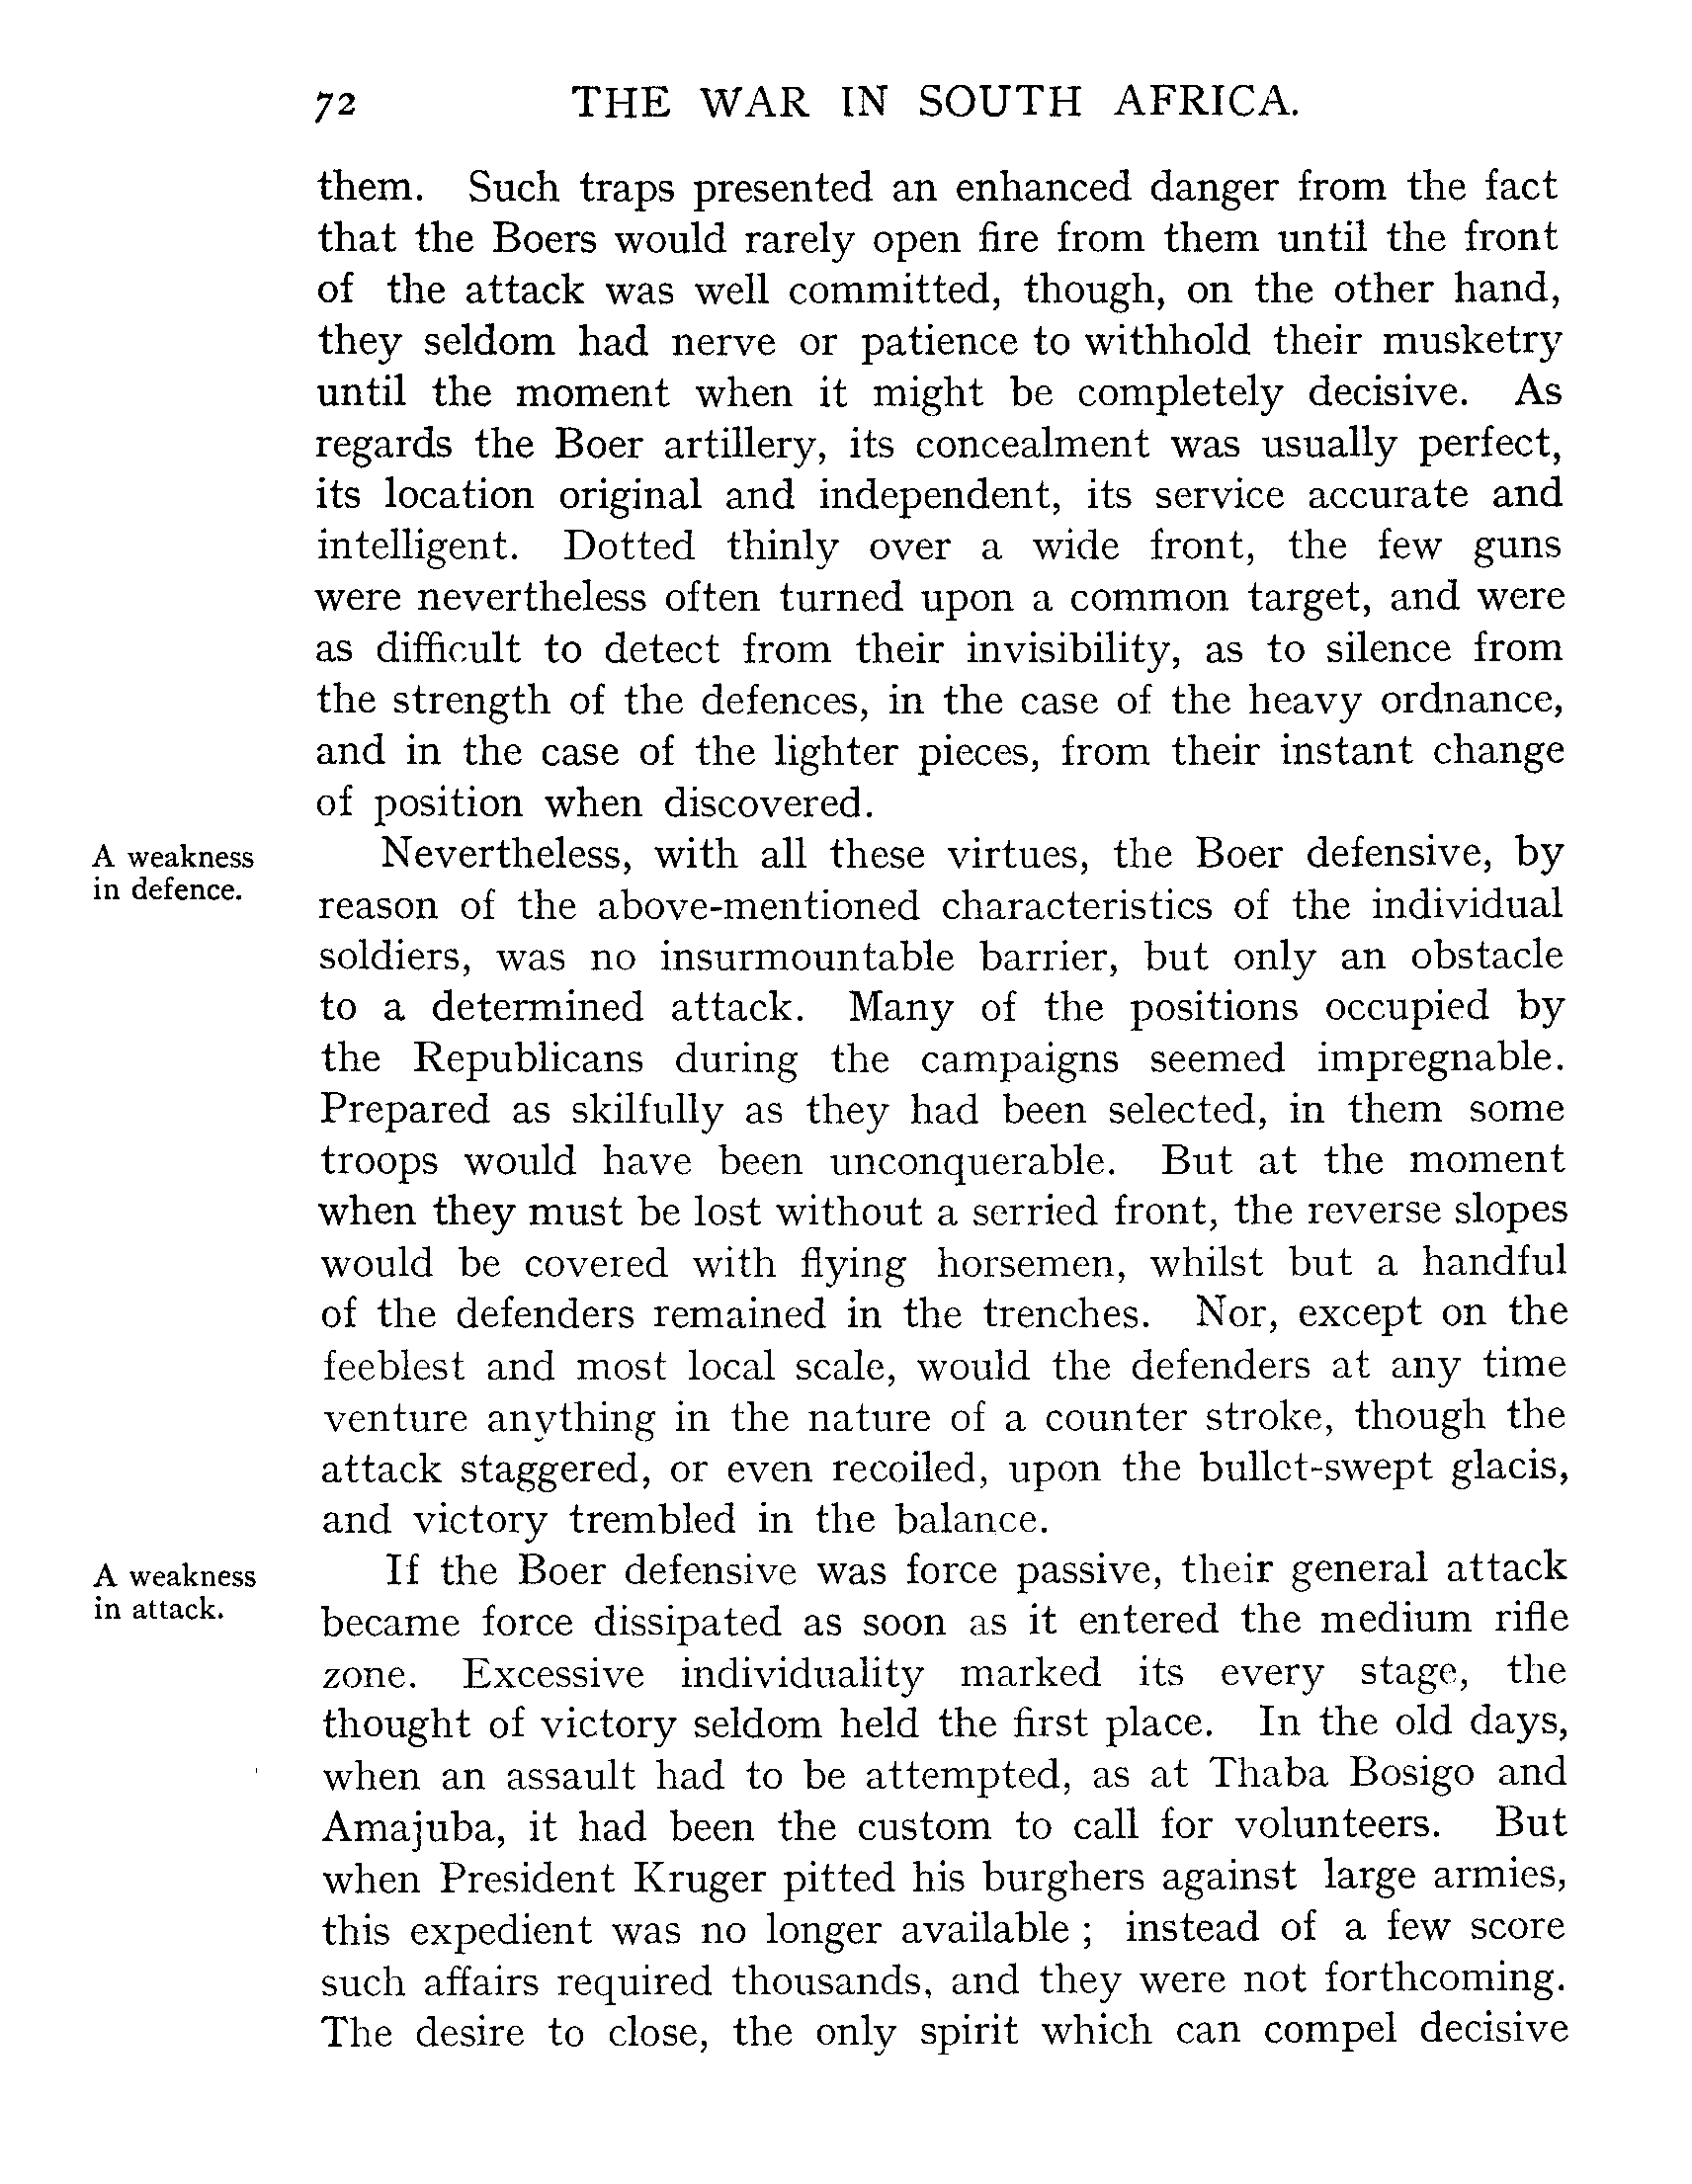 72 THE WAR IN SOUTH AFRICA.
them. Such traps presented an enhanced danger from the fact
that the Boers would rarely open fire from them until the front
of the attack was well committed, though, on the other hand,
they seldom had nerve or patience to withhold their musketry
until the moment when it might be completely decisive. As
regards the Boer artillery, its concealment was usually perfect,
its location original and independent, its service accurate and
intelligent. Dotted thinly over a wide front, the few guns
were nevertheless often turned upon a common target, and were
as difficult to detect from their invisibility, as to silence from
the strength of the defences, in the case of the heavy ordnance,
and in the case of the lighter pieces, from their instant change
of position when discovered.
A weakness
in defence.
Nevertheless, with all these virtues, the Boer defensive, by
reason of the above-mentioned characteristics of the individual
soldiers, was no insurmountable barrier, but only an obstacle
to a determined attack. Many of the positions occupied by
the Republicans during the campaigns seemed impregnable.
Prepared as skilfully as they had been selected, in them some
troops would have been unconquerable. But at the moment
when they must be lost without a serried front, the reverse slopes
would be covered with flying horsemen, whilst but a handful
of the defenders remained in the trenches. Nor, except on the
feeblest and most local scale, would the defenders at any time
venture anything in the nature of a counter stroke, though the
attack staggered, or even recoiled, upon the bullet-swept glacis,
and victory trembled in the balance.
A weakness
in attack.
If the Boer defensive was force passive, their general attack
became force dissipated as soon as it entered the medium rifle
zone. Excessive individuality marked its every stage, the
thought of victory seldom held the first place. In the old days,
when an assault had to be attempted, as at Thaba Bosigo and
Amajuba, it had been the custom to call for volunteers. But
when President Kruger pitted his burghers against large armies,
this expedient was no longer available ; instead of a few score
such affairs required thousands, and they were not forthcoming.
The desire to close, the only spirit which can compel decisive